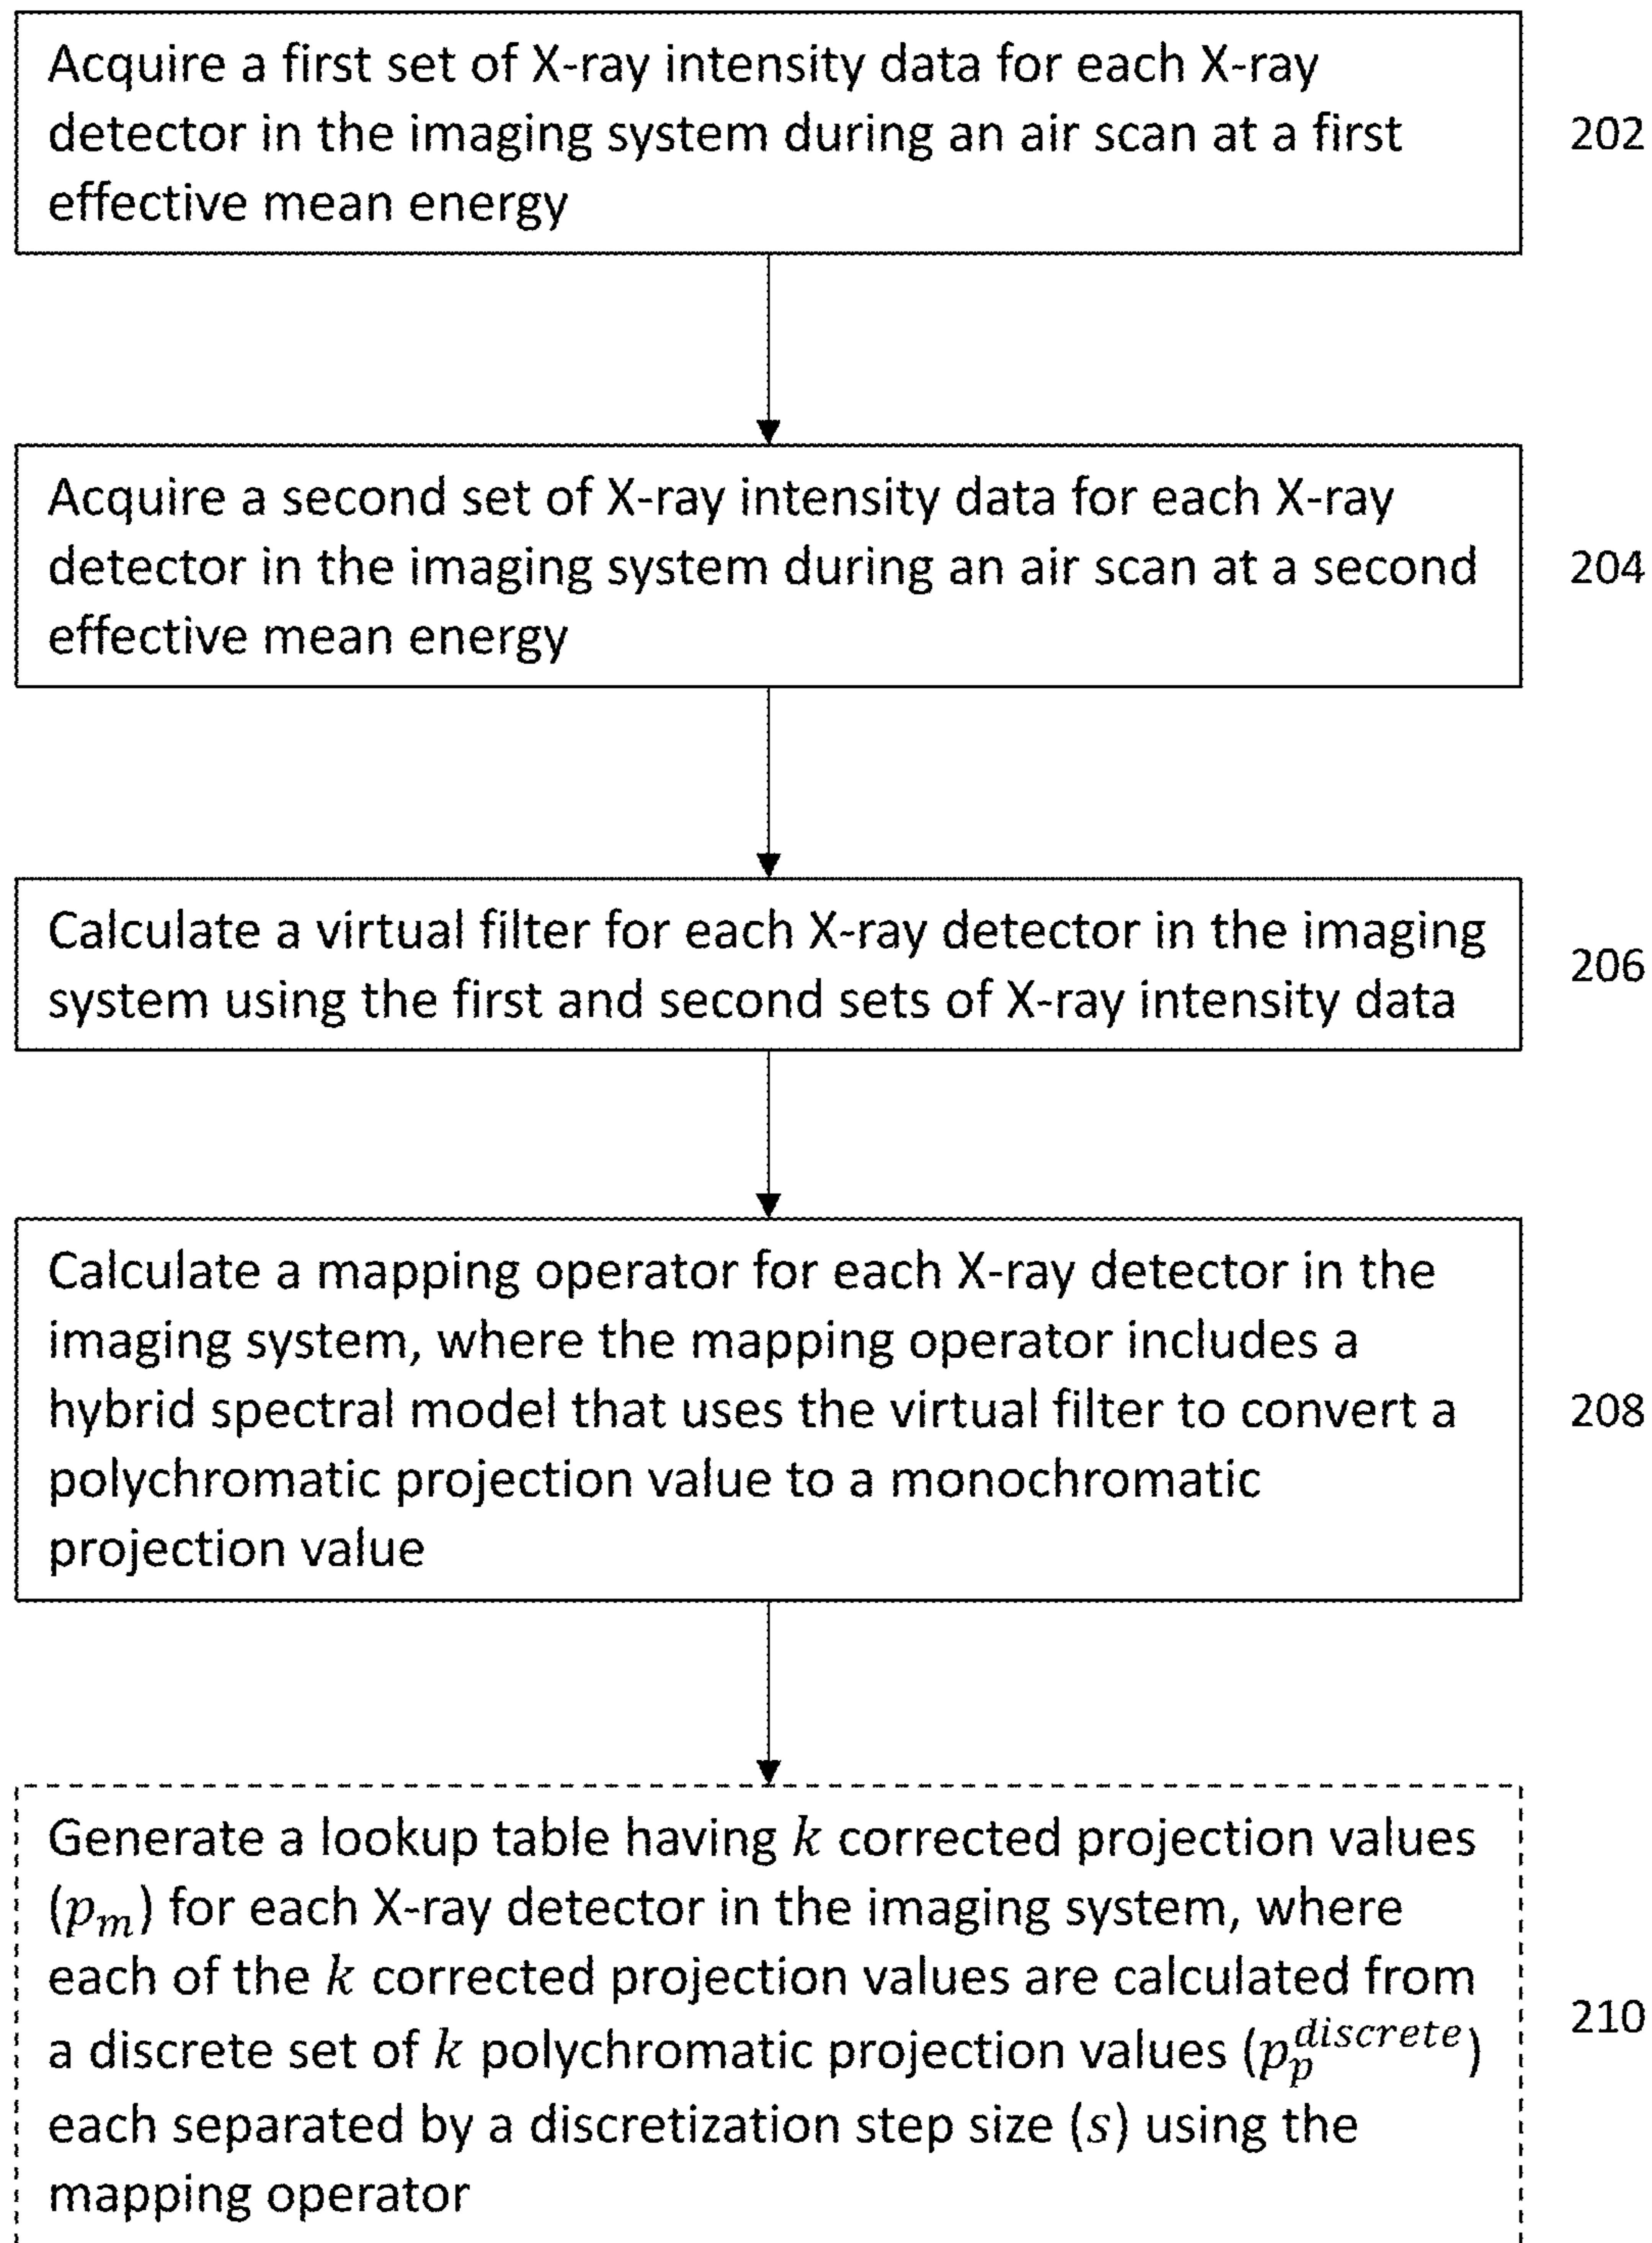 Acquire a first set of X-ray intensity data for each X-ray
detector in the imaging system during an air scan at a first
effective mean energy
202
Acquire a second set of X-ray intensity data for each X-ray
detector in the imaging system during an air scan at a second
effective mean energy
204
Calculate a virtual filter for each X-ray detector in the imaging
system using the first and second sets of X-ray intensity data
206
Calculate a mapping operator for each X-ray detector in the
imaging system, where the mapping operator includes a
hybrid spectral model that uses the virtual filter to convert a
polychromatic projection value to a monochromatic
projection value
208
Generate a lookup table having k corrected projection values
(p_m) for each X-ray detector in the imaging system, where
each of the k corrected projection values are calculated from
a discrete set of k polychromatic projection values (p_p^discrete)
each separated by a discretization step size (s) using the
mapping operator
210